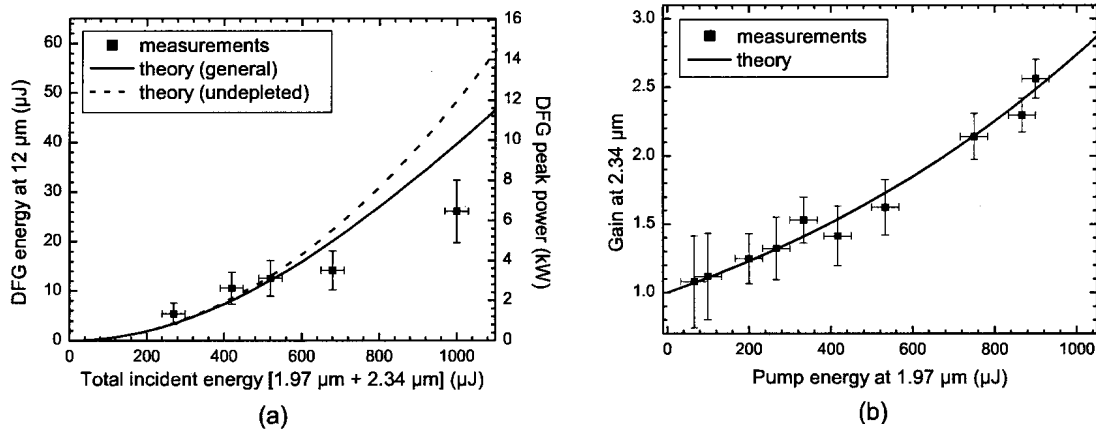 measurements
theory (general)
theory (undepleted)
DFG energy at 12 µm (µJ)
60
50
40
30
20
10
0
16
14
12
10
8
6
4
2
0
DFG peak power (kW)
0 200 400 600 800 1000
Total incident energy [1.97 µm + 2.34 µm] (µJ)
(a)
measurements
theory
Gain at 2.34 µm
3.0
2.5
2.0
1.5
1.0
0 200 400 600 800 1000
Pump energy at 1.97 µm (µJ)
(b)